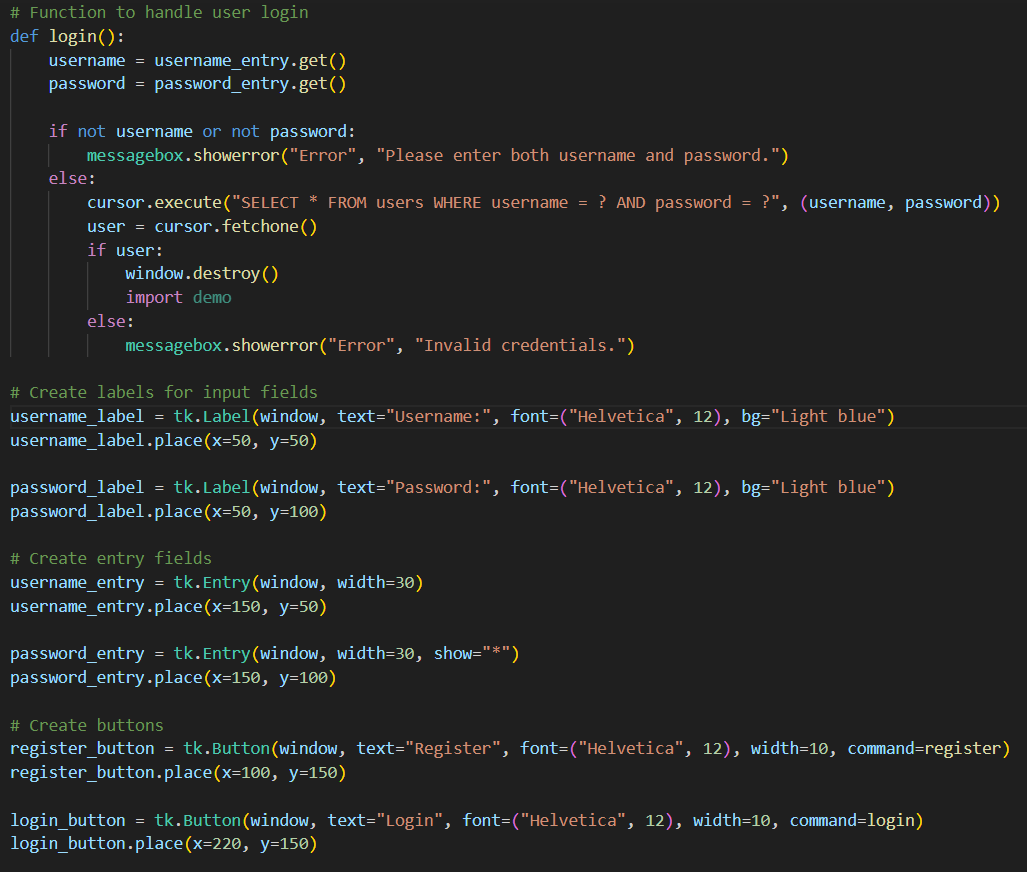 # Function to handle user login
def login():
    username = username_entry.get()
    password = password_entry.get()

    if not username or not password:
        messagebox.showerror("Error", "Please enter both username and password.")
    else:
        cursor.execute("SELECT * FROM users WHERE username = ? AND password = ?", (username, password))
        user = cursor.fetchone()
        if user:
            window.destroy()
            import demo
        else:
            messagebox.showerror("Error", "Invalid credentials.")

# Create labels for input fields
username_label = tk.Label(window, text="Username:", font=("Helvetica", 12), bg="Light blue")
username_label.place(x=50, y=50)

password_label = tk.Label(window, text="Password:", font=("Helvetica", 12), bg="Light blue")
password_label.place(x=50, y=100)

# Create entry fields
username_entry = tk.Entry(window, width=30)
username_entry.place(x=150, y=50)

password_entry = tk.Entry(window, width=30, show="*")
password_entry.place(x=150, y=100)

# Create buttons
register_button = tk.Button(window, text="Register", font=("Helvetica", 12), width=10, command=register)
register_button.place(x=100, y=150)

login_button = tk.Button(window, text="Login", font=("Helvetica", 12), width=10, command=login)
login_button.place(x=220, y=150)